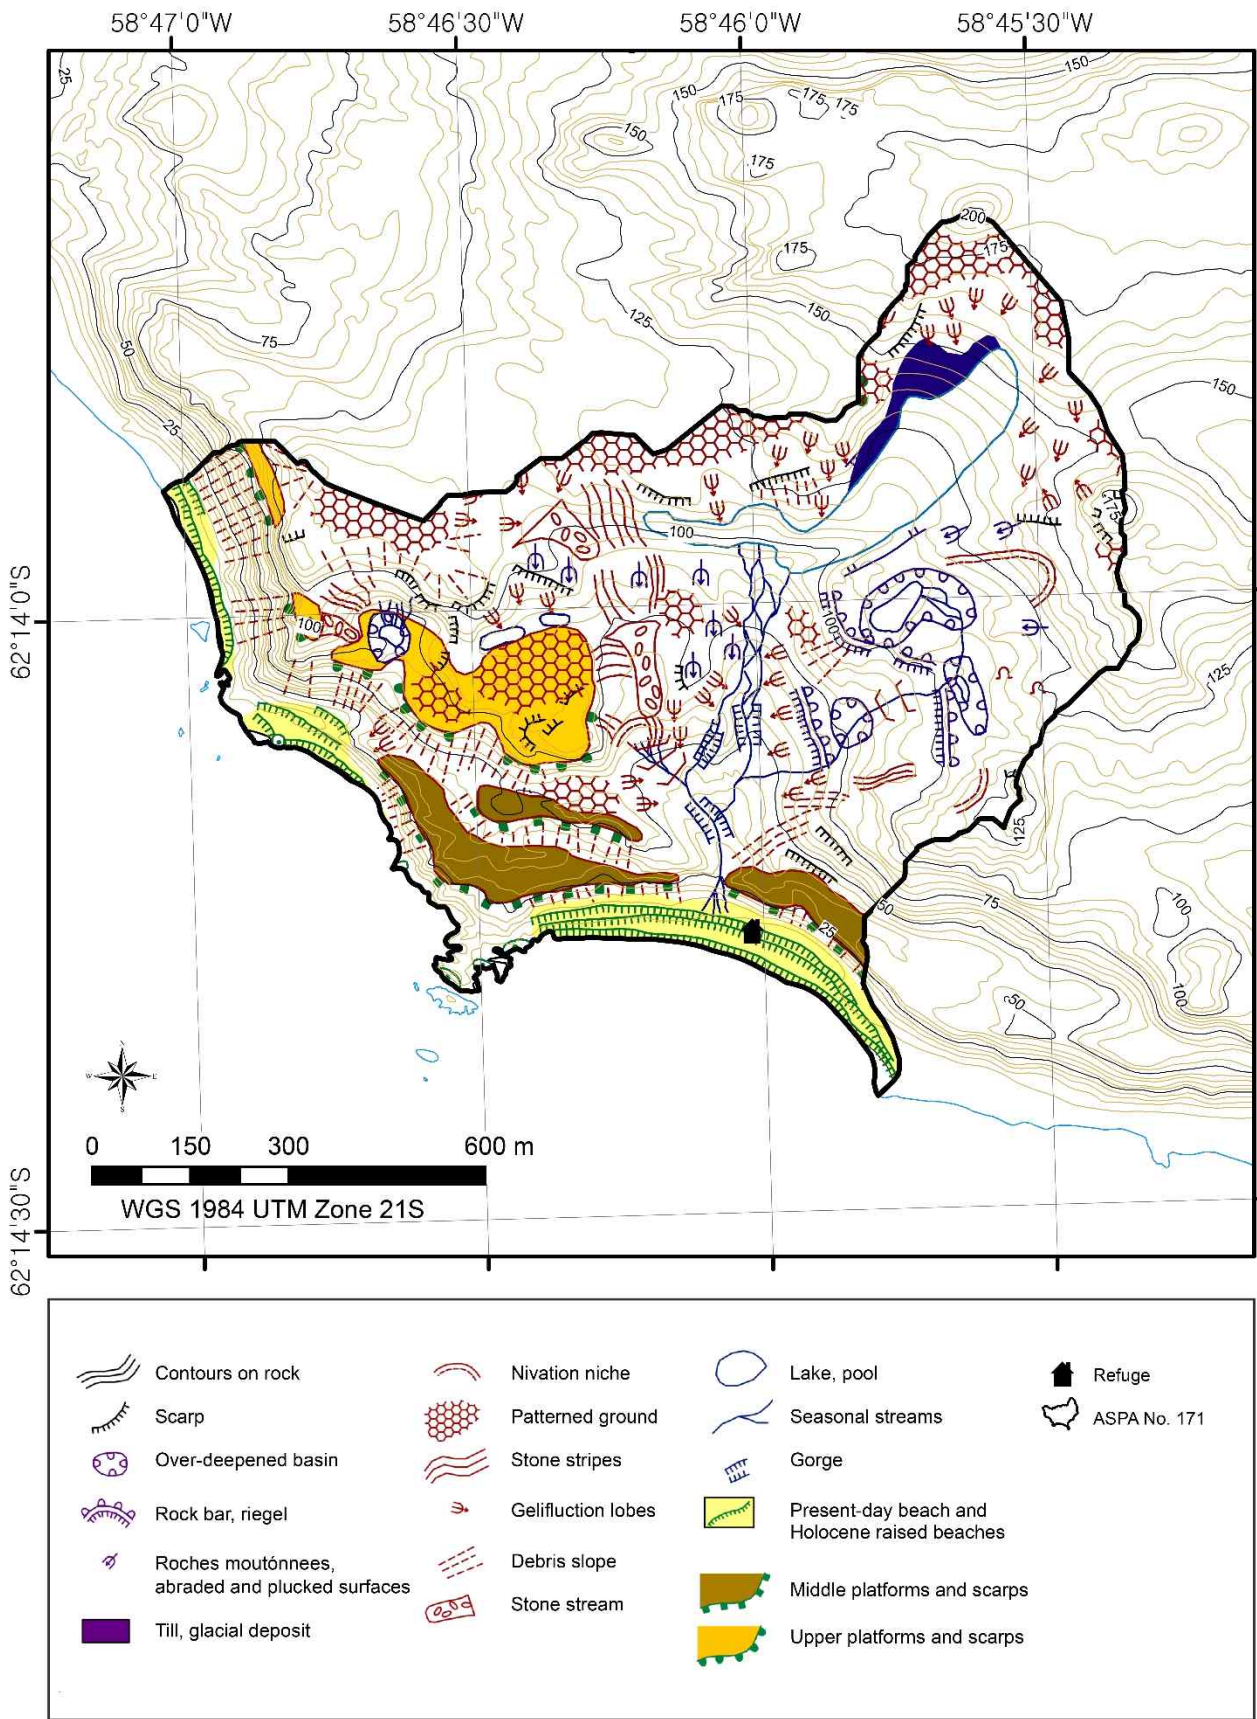 58°47'0"W
58°46'30"W
58°46'0"W
58°45'30"W
25
150
150
175
175
175
150
175
200
175
175
150
125
75
50
150
25
175
100
62°14'0"S
100
100
125
125
75
50
100
25
50
100
N
W
E
S
0
150
300
600 m
WGS 1984 UTM Zone 21S
62°14'30"S
Contours on rock
Scarp
Over-deepened basin
Rock bar, riegel
Roches moutónnees,
abraded and plucked surfaces
Till, glacial deposit
Nivation niche
Patterned ground
Stone stripes
Gelifluction lobes
Debris slope
Stone stream
Lake, pool
Seasonal streams
Gorge
Present-day beach and
Holocene raised beaches
Middle platforms and scarps
Upper platforms and scarps
Refuge
ASPA No. 171